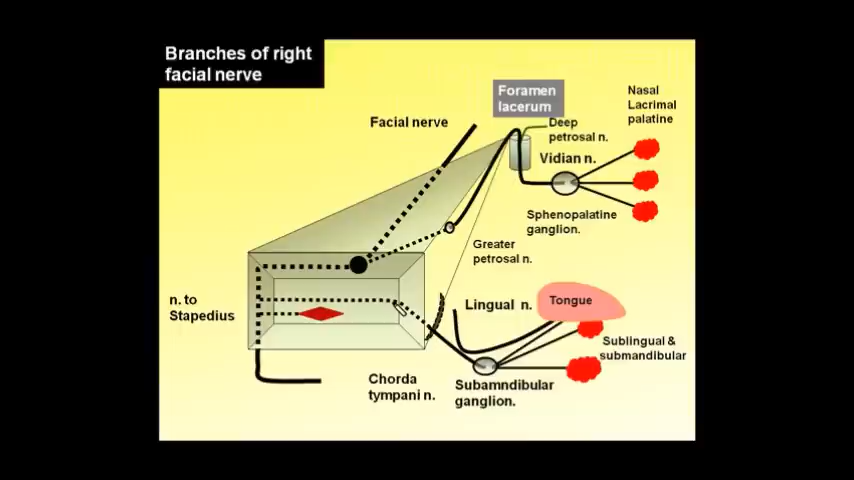 Branches of right
facial nerve
Foramen
lacerum
Nasal
Lacrimal
palatine
Facial nerve
Deep
petrosal n.
Vidian n.
Sphenopalatine
ganglion.
Greater
petrosal n.
n. to
Stapedius
Lingual n.
Tongue
Sublingual &
submandibular
Chorda
tympani n.
Subamndibular
ganglion.